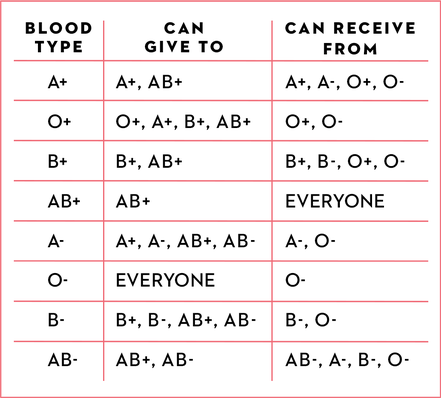 BLOOD TYPE CAN GIVE TO CAN RECEIVE FROM
A+ A+, AB+ A+, A-, O+, O-
O+ O+, A+, B+, AB+ O+, O-
B+ B+, AB+ B+, B-, O+, O-
AB+ AB+ EVERYONE
A- A+, A-, AB+, AB- A-, O-
O- EVERYONE O-
B- B+, B-, AB+, AB- B-, O-
AB- AB+, AB- AB-, A-, B-, O-